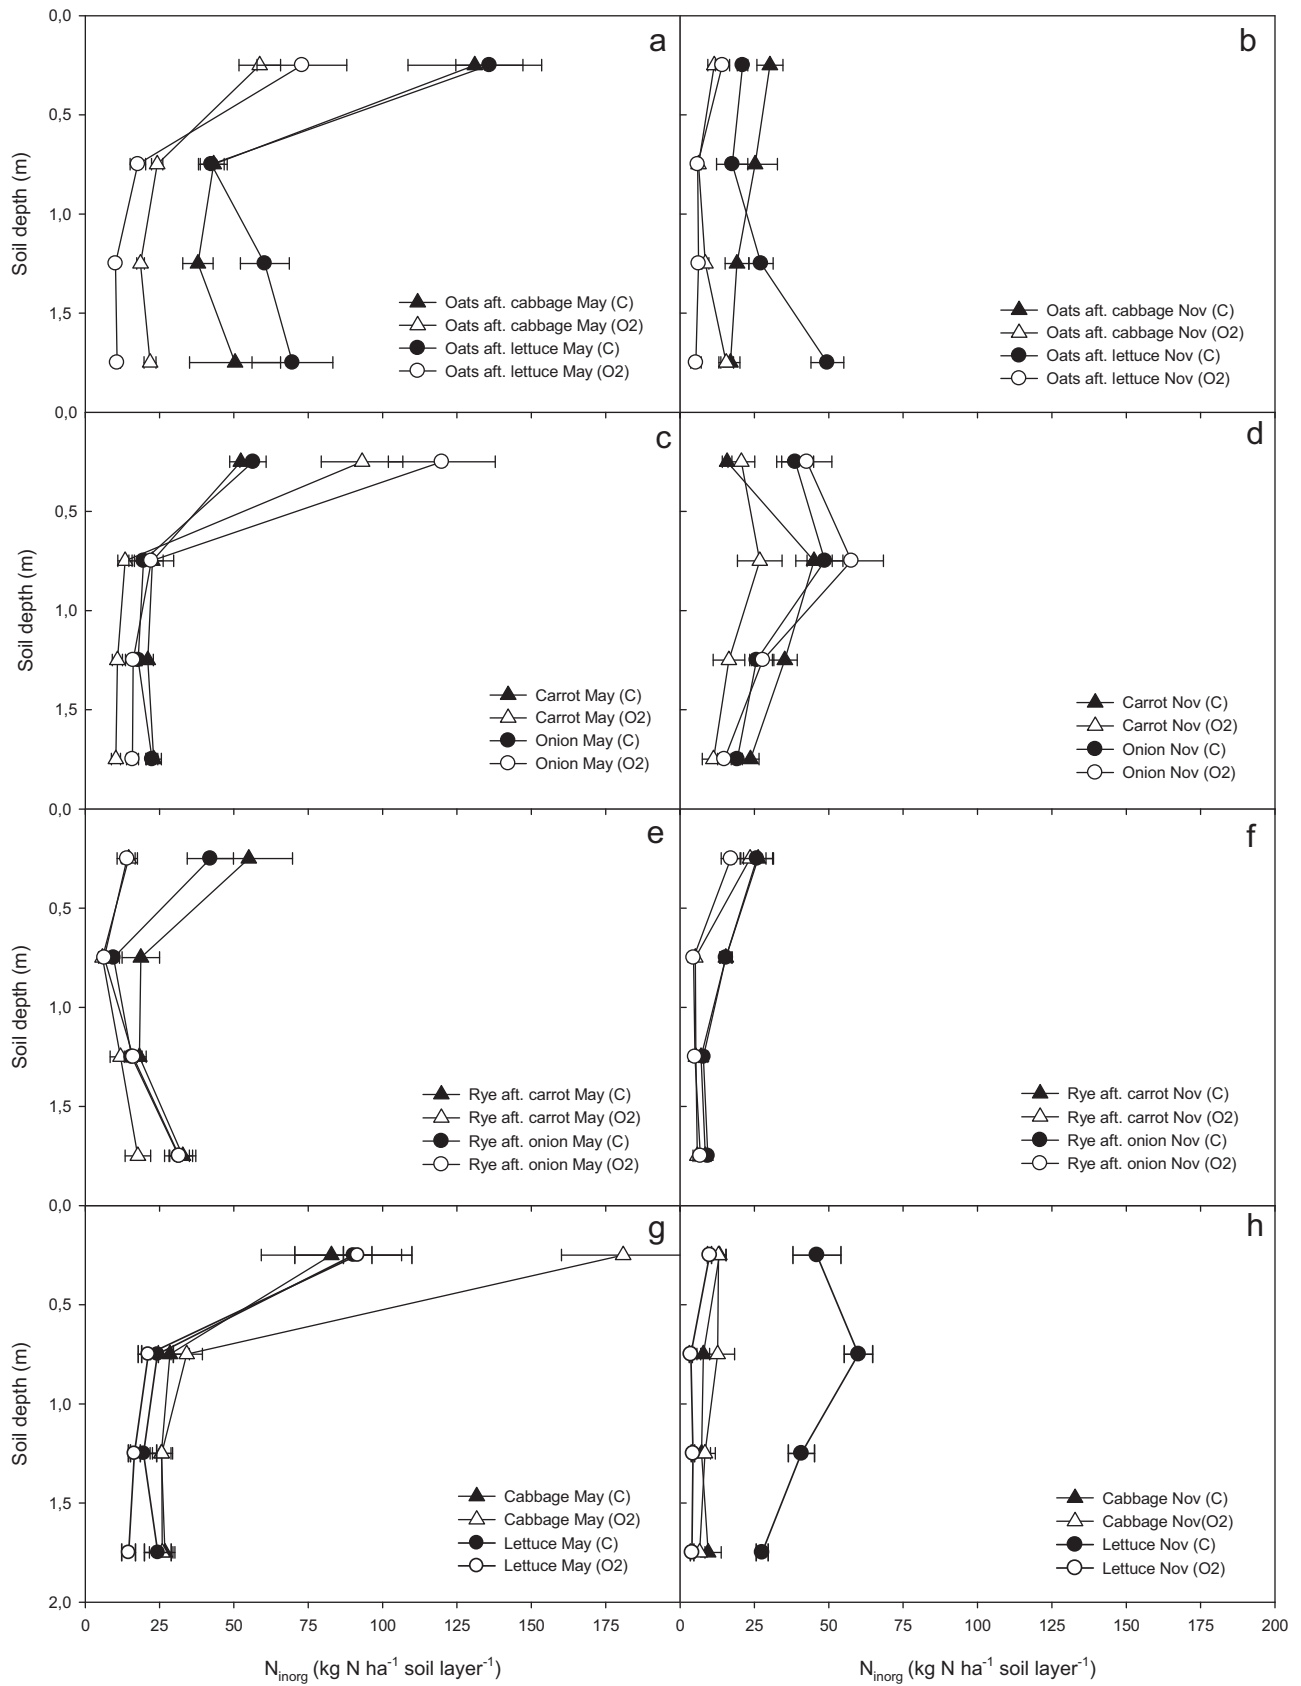 0,0
a
b
0,5
1,0
1,5
Soil depth (m)
Oats aft. cabbage May (C)
Oats aft. cabbage May (O2)
Oats aft. lettuce May (C)
Oats aft. lettuce May (O2)
Oats aft. cabbage Nov (C)
Oats aft. cabbage Nov (O2)
Oats aft. lettuce Nov (C)
Oats aft. lettuce Nov (O2)
0,0
c
d
0,5
1,0
1,5
Soil depth (m)
Carrot May (C)
Carrot May (O2)
Onion May (C)
Onion May (O2)
Carrot Nov (C)
Carrot Nov (O2)
Onion Nov (C)
Onion Nov (O2)
0,0
e
f
0,5
1,0
1,5
Soil depth (m)
Rye aft. carrot May (C)
Rye aft. carrot May (O2)
Rye aft. onion May (C)
Rye aft. onion May (O2)
Rye aft. carrot Nov (C)
Rye aft. carrot Nov (O2)
Rye aft. onion Nov (C)
Rye aft. onion Nov (O2)
0,0
g
h
0,5
1,0
1,5
2,0
Soil depth (m)
Cabbage May (C)
Cabbage May (O2)
Lettuce May (C)
Lettuce May (O2)
Cabbage Nov (C)
Cabbage Nov(O2)
Lettuce Nov (C)
Lettuce Nov (O2)
0 25 50 75 100 125 150 175
0 25 50 75 100 125 150 175 200
Ninorg (kg N ha-1 soil layer-1)
Ninorg (kg N ha-1 soil layer-1)